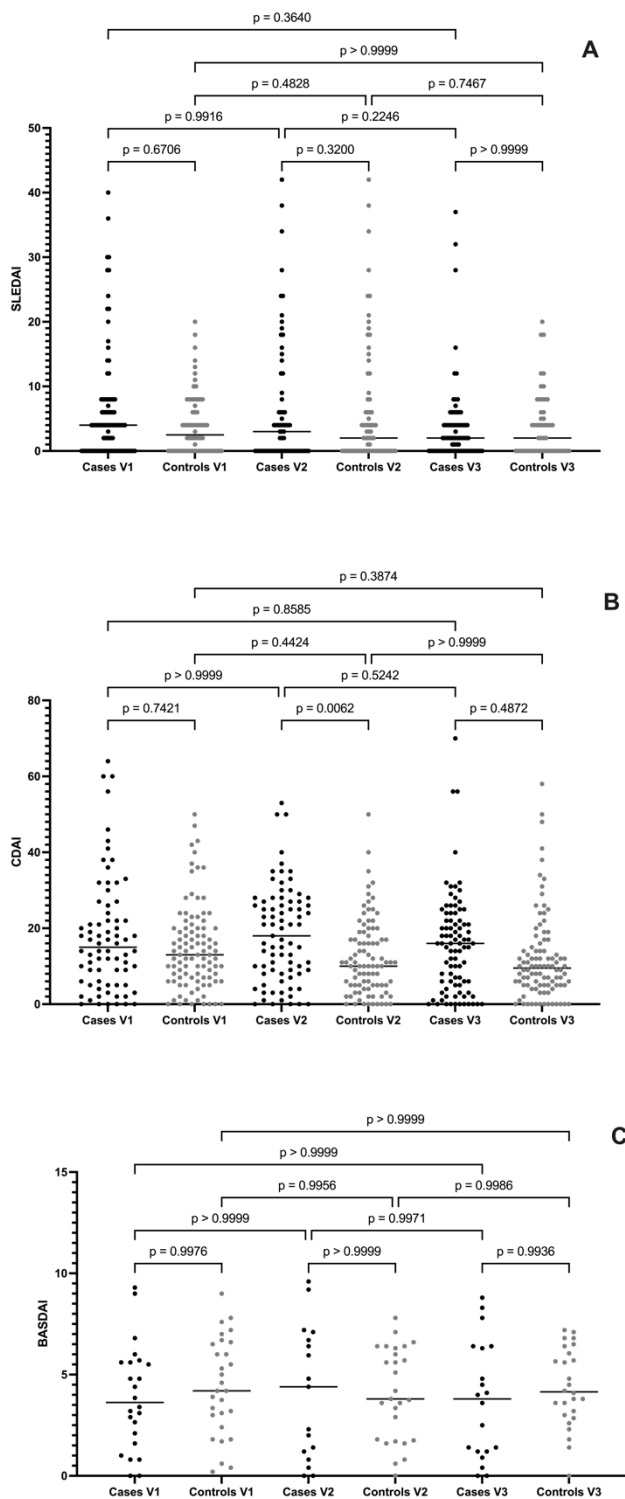 p = 0.3640
A
p > 0.9999
p = 0.4828 p = 0.7467
p = 0.9916 p = 0.2246
p = 0.6706 p = 0.3200 p > 0.9999
50
40
30
20
10
0
SLEDAI
Cases V1 Controls V1 Cases V2 Controls V2 Cases V3 Controls V3
p = 0.3874
B
p = 0.8585
p = 0.4424 p > 0.9999
p > 0.9999 p = 0.5242
p = 0.7421 p = 0.0062 p = 0.4872
80
60
40
20
0
CDAI
Cases V1 Controls V1 Cases V2 Controls V2 Cases V3 Controls V3
p > 0.9999
C
p > 0.9999
p = 0.9956 p = 0.9986
p > 0.9999 p = 0.9971
p = 0.9976 p > 0.9999 p = 0.9936
15
10
5
0
BASDAI
Cases V1 Controls V1 Cases V2 Controls V2 Cases V3 Controls V3